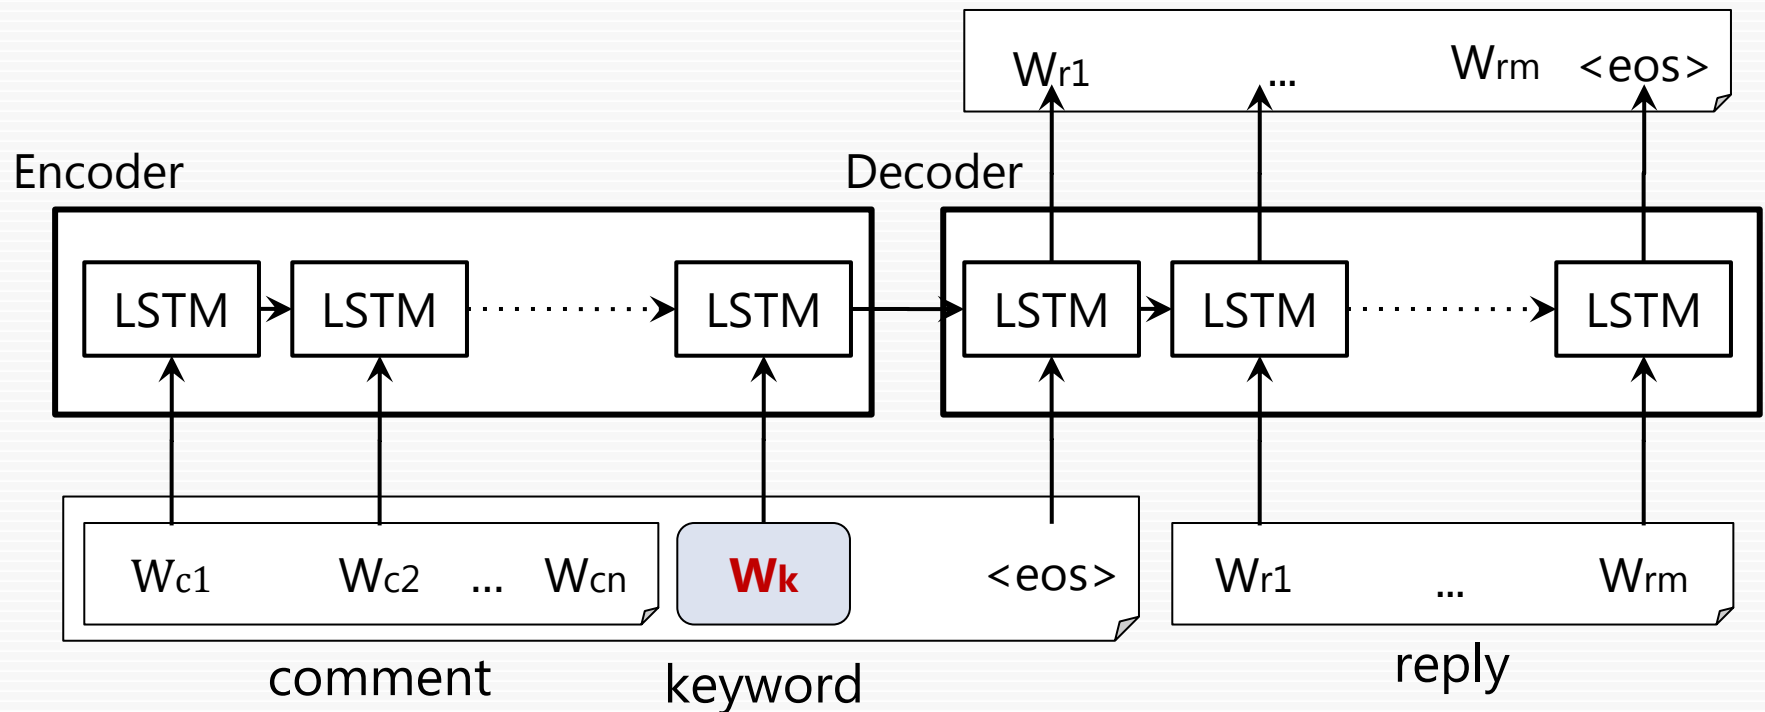 Wr1 ... Wrm <eos>
Encoder Decoder
LSTM LSTM LSTM LSTM LSTM LSTM
Wc1 Wc2 ... Wcn Wk <eos> Wr1 ... Wrm
comment keyword reply